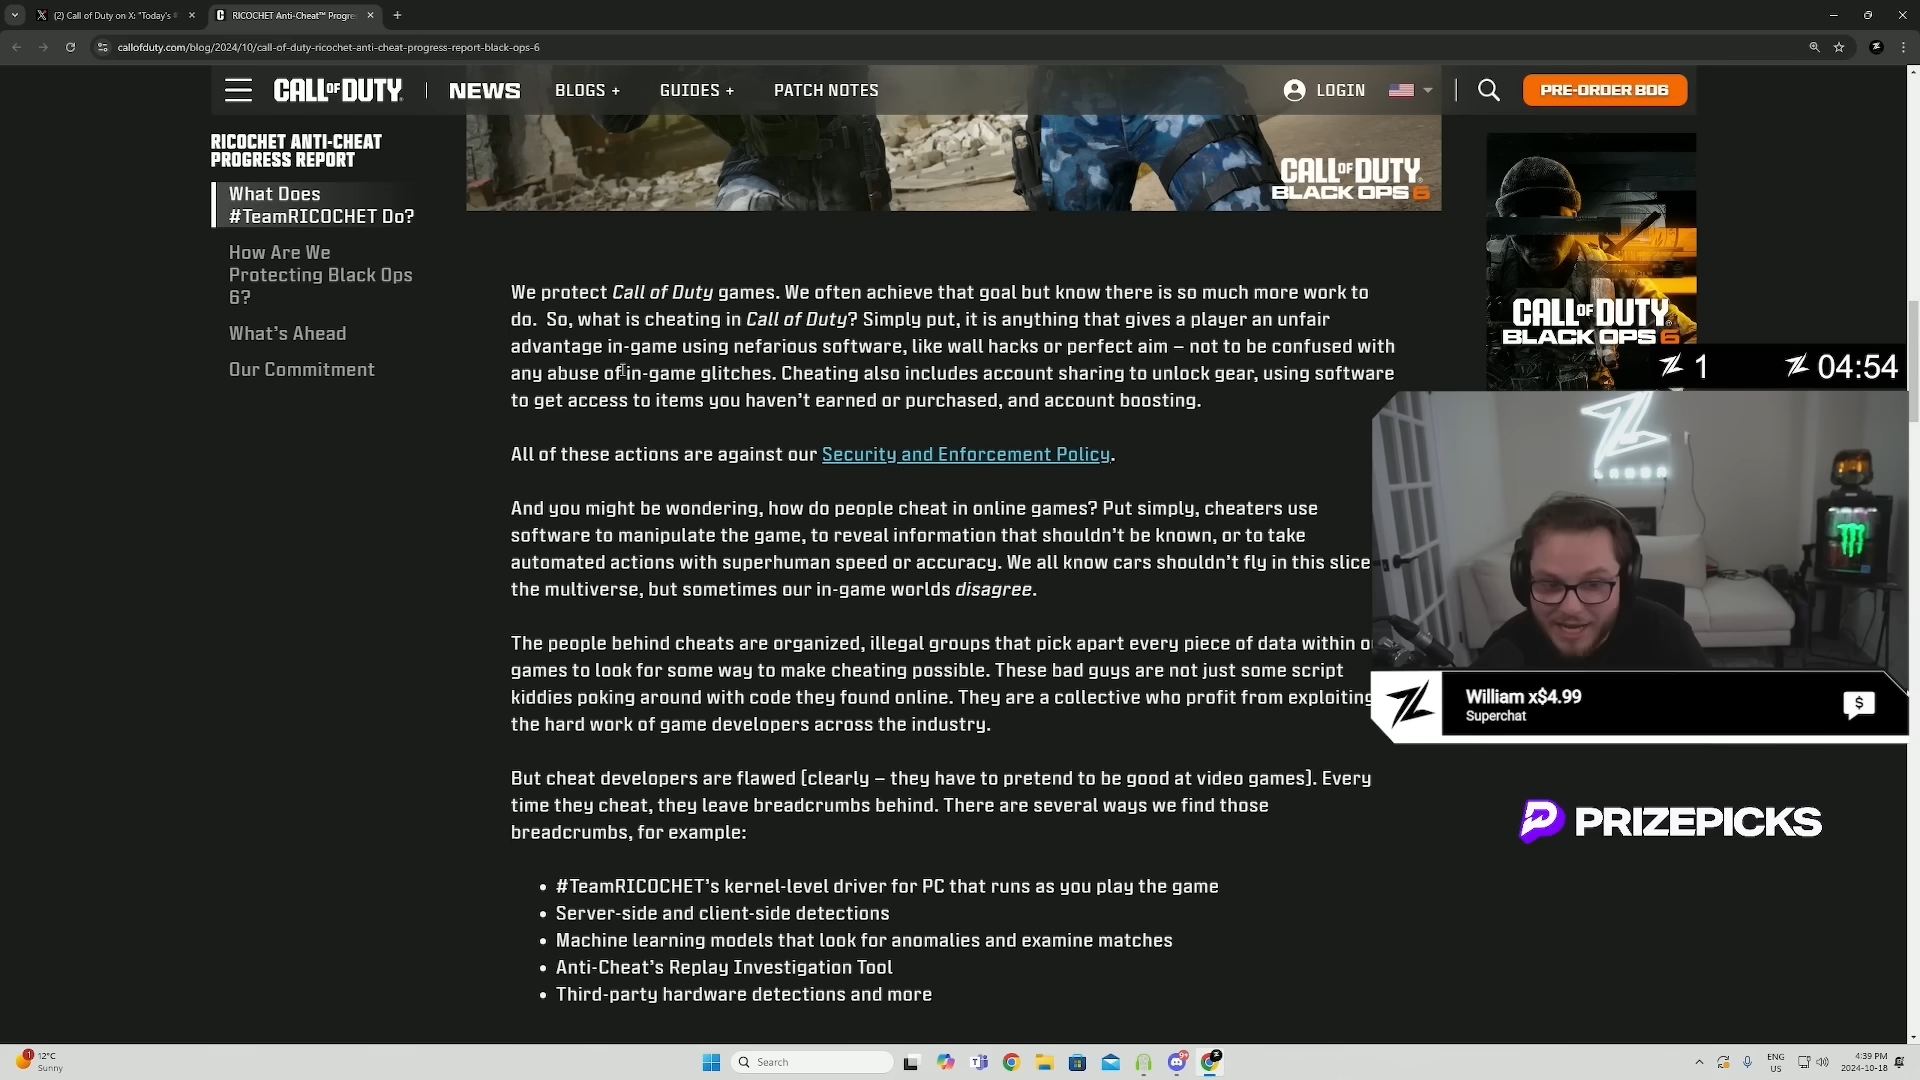 (2) Call of Duty on X: "Today's
RICOCHET Anti-Cheat™ Progre
callofduty.com/blog/2024/10/call-of-duty-ricochet-anti-cheat-progress-report-black-ops-6
CALL OF DUTY
NEWS
BLOGS +
GUIDES +
PATCH NOTES
LOGIN
PRE-ORDER BO6
RICOCHET ANTI-CHEAT
PROGRESS REPORT
What Does
#TeamRICOCHET Do?
How Are We
Protecting Black Ops
6?
What's Ahead
Our Commitment
CALL OF DUTY
BLACK OPS 6
We protect Call of Duty games. We often achieve that goal but know there is so much more work to
do.  So, what is cheating in Call of Duty? Simply put, it is anything that gives a player an unfair
advantage in-game using nefarious software, like wall hacks or perfect aim – not to be confused with
any abuse of in-game glitches. Cheating also includes account sharing to unlock gear, using software
to get access to items you haven't earned or purchased, and account boosting.
All of these actions are against our Security and Enforcement Policy.
And you might be wondering, how do people cheat in online games? Put simply, cheaters use
software to manipulate the game, to reveal information that shouldn't be known, or to take
automated actions with superhuman speed or accuracy. We all know cars shouldn't fly in this slice
the multiverse, but sometimes our in-game worlds disagree.
The people behind cheats are organized, illegal groups that pick apart every piece of data within o
games to look for some way to make cheating possible. These bad guys are not just some script
kiddies poking around with code they found online. They are a collective who profit from exploiting
the hard work of game developers across the industry.
But cheat developers are flawed [clearly – they have to pretend to be good at video games]. Every
time they cheat, they leave breadcrumbs behind. There are several ways we find those
breadcrumbs, for example:
• #TeamRICOCHET's kernel-level driver for PC that runs as you play the game
• Server-side and client-side detections
• Machine learning models that look for anomalies and examine matches
• Anti-Cheat's Replay Investigation Tool
• Third-party hardware detections and more
CALL OF DUTY
BLACK OPS 6
1
04:54
William x$4.99
Superchat
PRIZEPICKS
1
12°C
Sunny
Search
9+
ENG
US
4:39 PM
2024-10-18